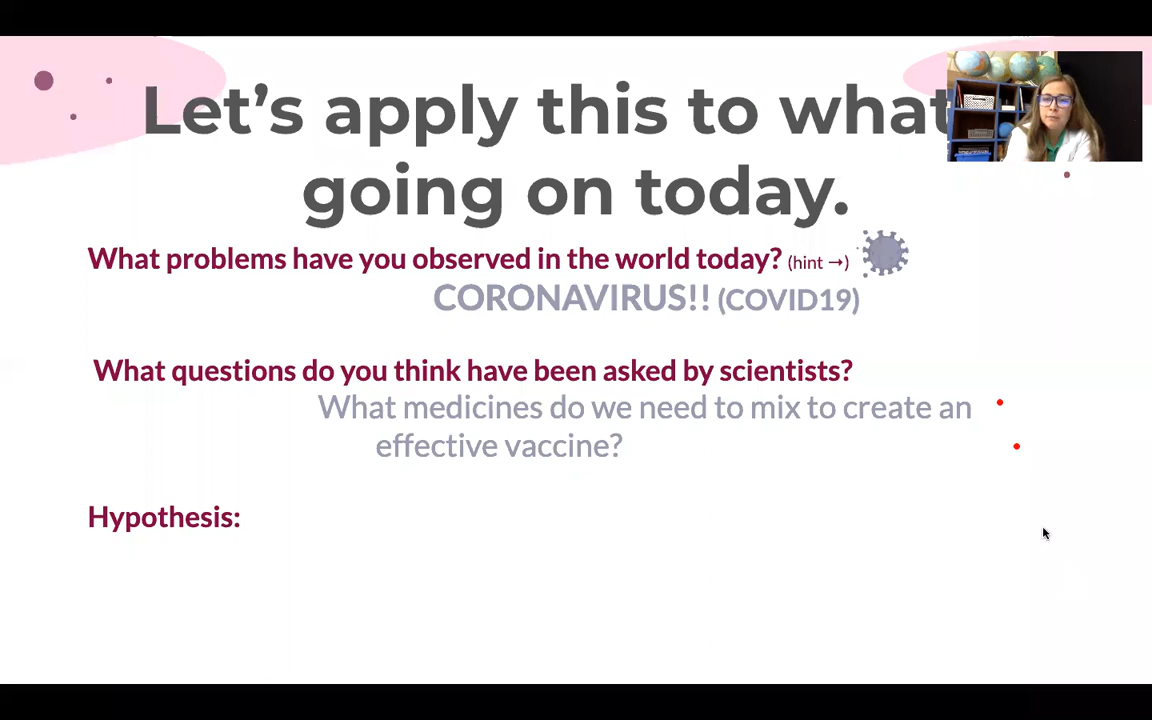 Let's apply this to what
going on today.
What problems have you observed in the world today? (hint →)
CORONAVIRUS!! (COVID19)
What questions do you think have been asked by scientists?
What medicines do we need to mix to create an
effective vaccine?
Hypothesis: